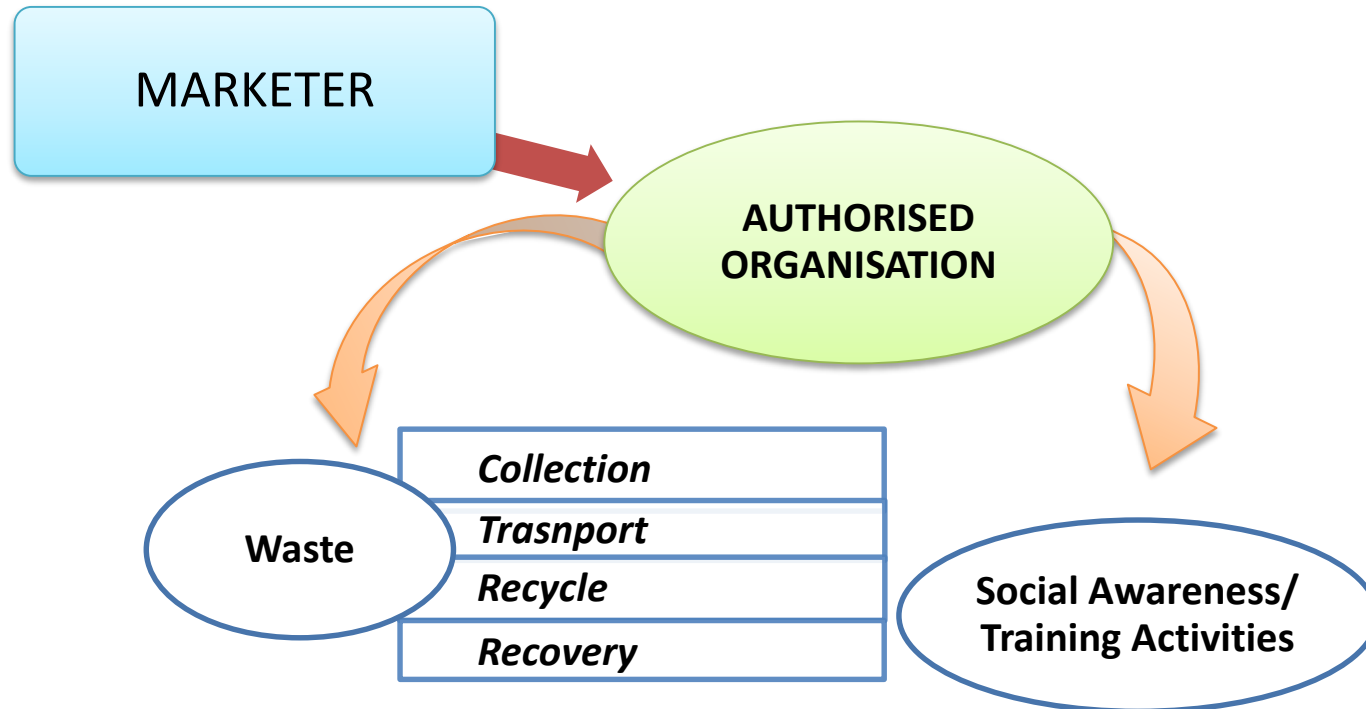 MARKETER
AUTHORISED
ORGANISATION
Collection
Trasnport
Recycle
Recovery
Waste
Social Awareness/
Training Activities